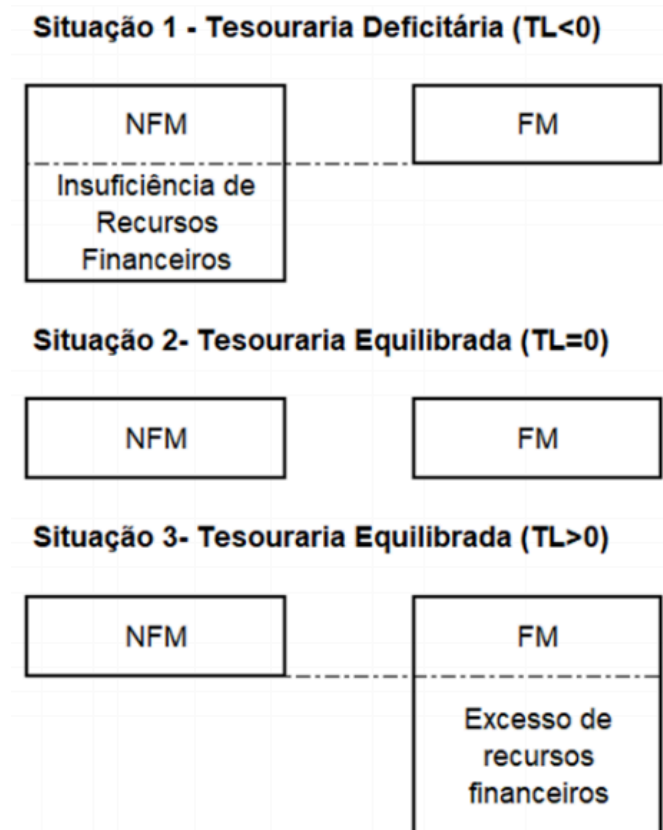 Situação 1 - Tesouraria Deficitária (TL<0)
NFM
FM
Insuficiência de
Recursos
Financeiros
Situação 2- Tesouraria Equilibrada (TL=0)
NFM
FM
Situação 3- Tesouraria Equilibrada (TL>0)
NFM
FM
Excesso de
recursos
financeiros